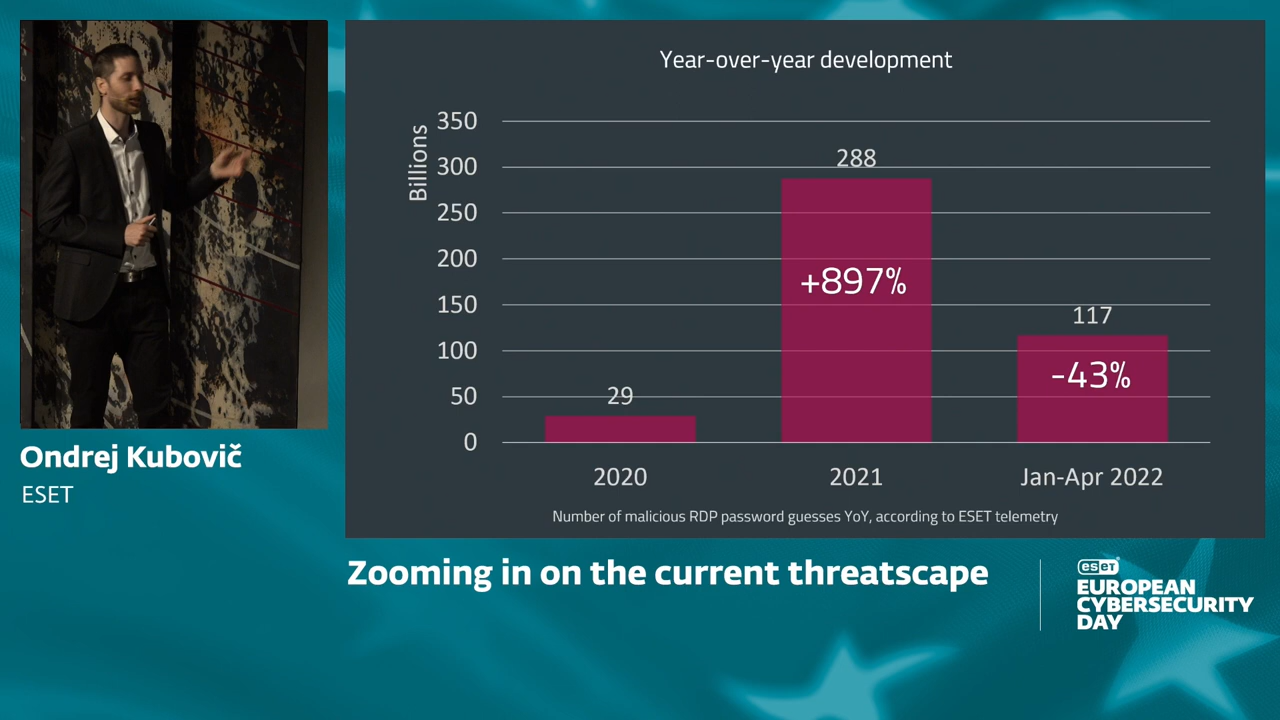 Year-over-year development
Billions
350
300
250
200
150
100
50
0
29
288
+897%
117
-43%
2020
2021
Jan-Apr 2022
Number of malicious RDP password guesses YoY, according to ESET telemetry
Ondrej Kubovič
ESET
Zooming in on the current threatscape
eset
EUROPEAN
CYBERSECURITY
DAY